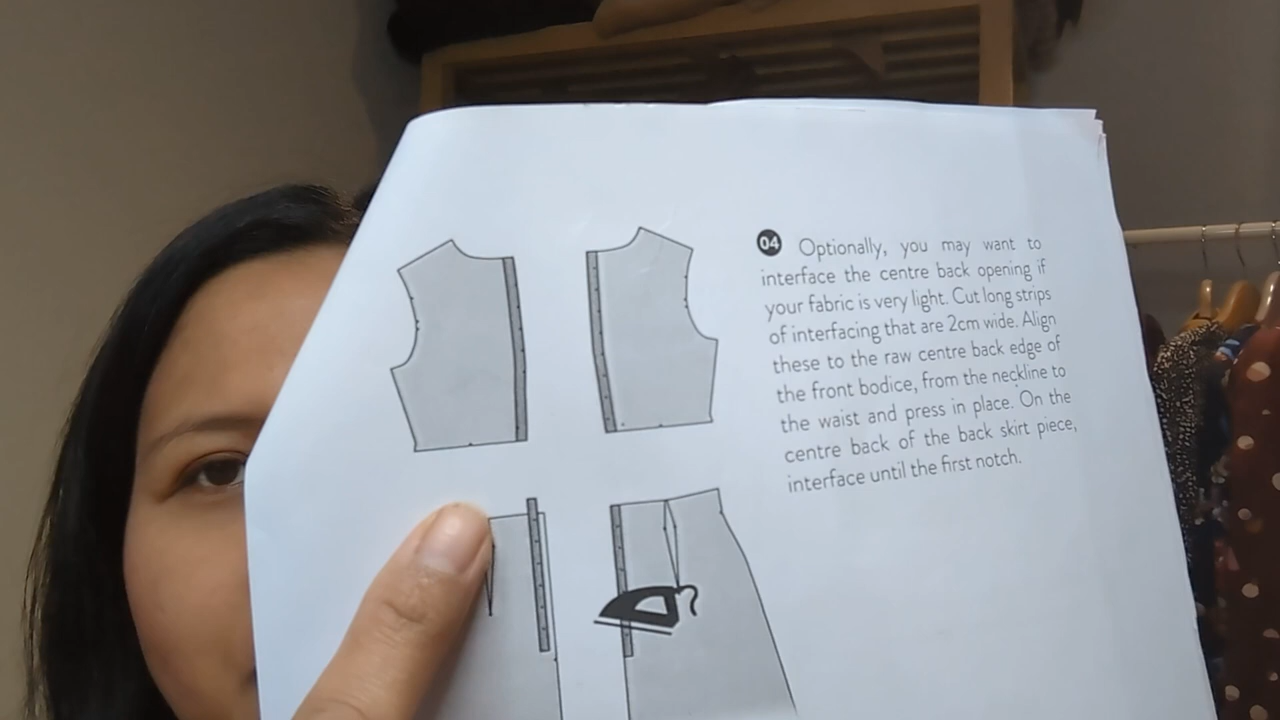 04 Optionally, you may want to
interface the centre back opening if
your fabric is very light. Cut long strips
of interfacing that are 2cm wide. Align
these to the raw centre back edge of
the front bodice, from the neckline to
the waist and press in place. On the
centre back of the back skirt piece,
interface until the first notch.